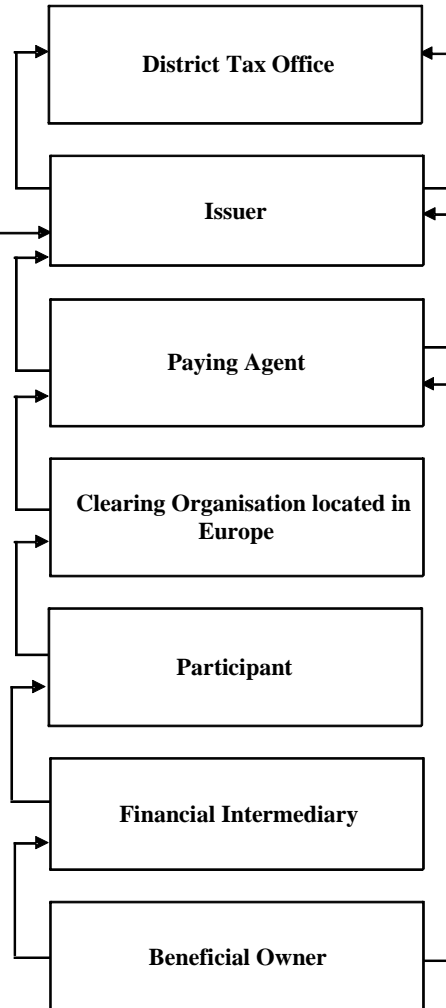 District Tax Office
Issuer
Paying Agent
Clearing Organisation located in
Europe
Participant
Financial Intermediary
Beneficial Owner